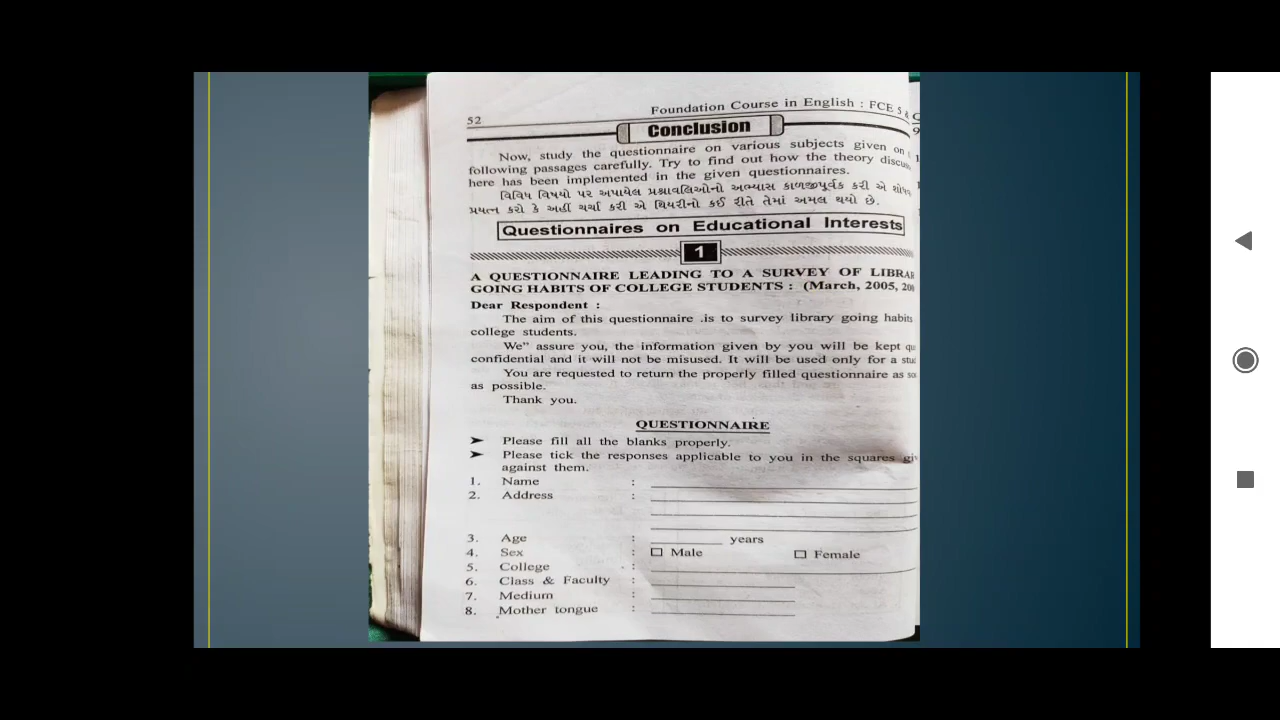 52
Foundation Course in English : FCE 5 &
Conclusion
Now, study the questionnaire on various subjects given on
following passages carefully. Try to find out how the theory
here has been implemented in the given questionnaires.
વિવિધ વિષયો પર અપાયેલ પ્રશ્નાવલિઓનો અભ્યાસ કાળજીપૂર્વક કરી એ
પ્રયત્ન કરો કે અહીં ચર્ચા કરી એ થિયરીનો કઈ રીતે તેમાં અમલ થયો છે.
Questionnaires on Educational Interests
1
A QUESTIONNAIRE LEADING TO A SURVEY OF
GOING HABITS OF COLLEGE STUDENTS : (March, 2005,
Dear Respondent :
The aim of this questionnaire .is to survey library going habits
college students.
We" assure you, the information given by you will be kept
confidential and it will not be misused. It will be used only for a
You are requested to return the properly filled questionnaire as
as possible.
Thank you.
QUESTIONNAIRE
➤ Please fill all the blanks properly.
➤ Please tick the responses applicable to you in the squares
against them.
1. Name :
2. Address :
3. Age : years
4. Sex : □ Male □ Female
5. College :
6. Class & Faculty :
7. Medium :
8. Mother tongue :